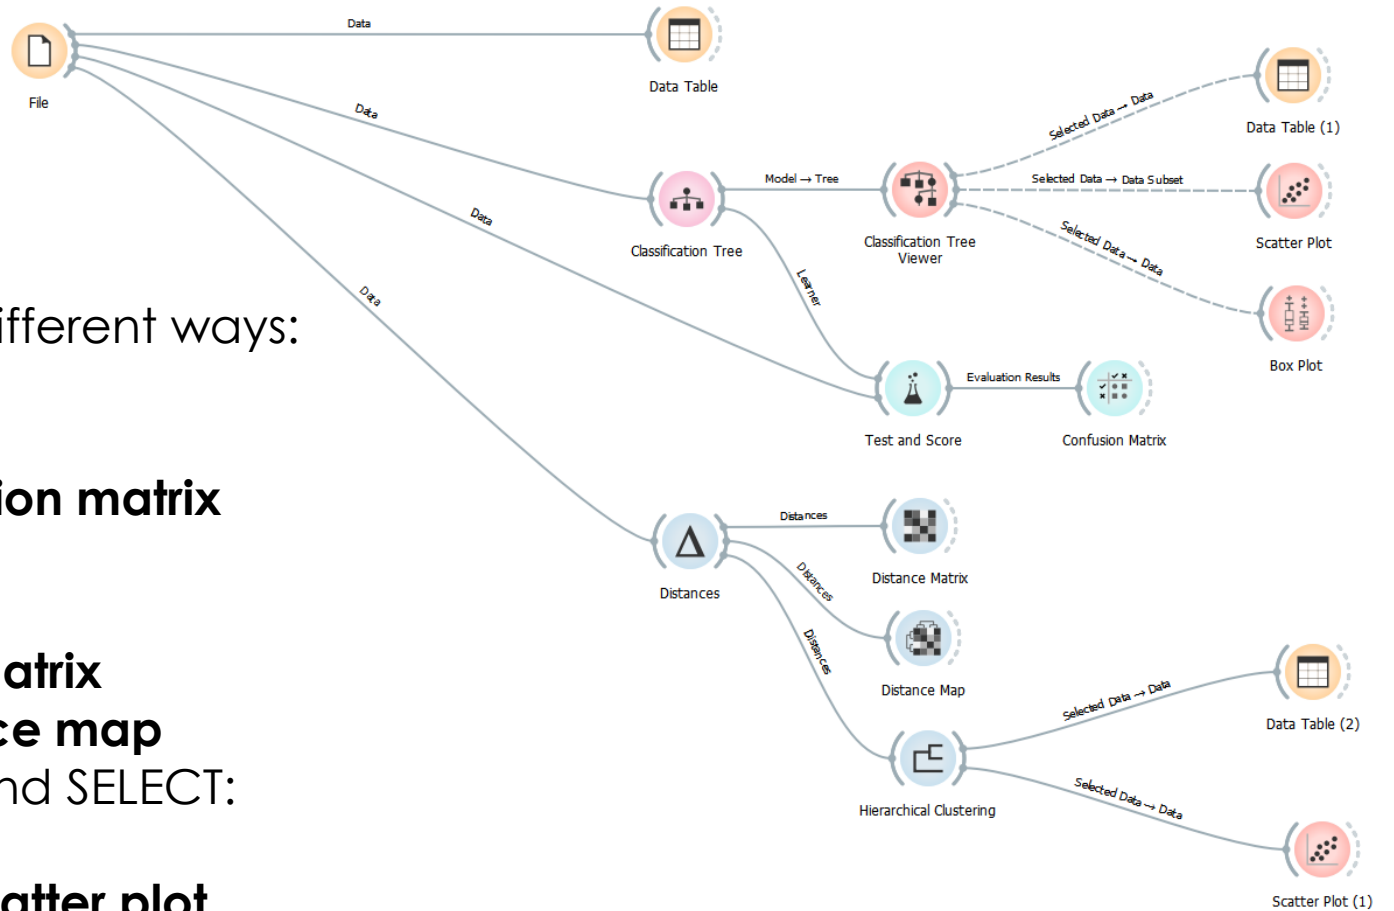 Data
Data Table
File
Data
Selected Data → Data
Data Table (1)
Model → Tree
Selected Data → Data Subset
Data
Classification Tree
Classification Tree
Viewer
Selected Data → Data
Scatter Plot
Learner
Data
ifferent ways:
Box Plot
Evaluation Results
Test and Score
Confusion Matrix
ion matrix
Distances
Distances
Distance Matrix
Distances
Distances
atrix
Distance Map
Selected Data → Data
ce map
Data Table (2)
nd SELECT:
Hierarchical Clustering
Selected Data → Data
atter plot
Scatter Plot (1)